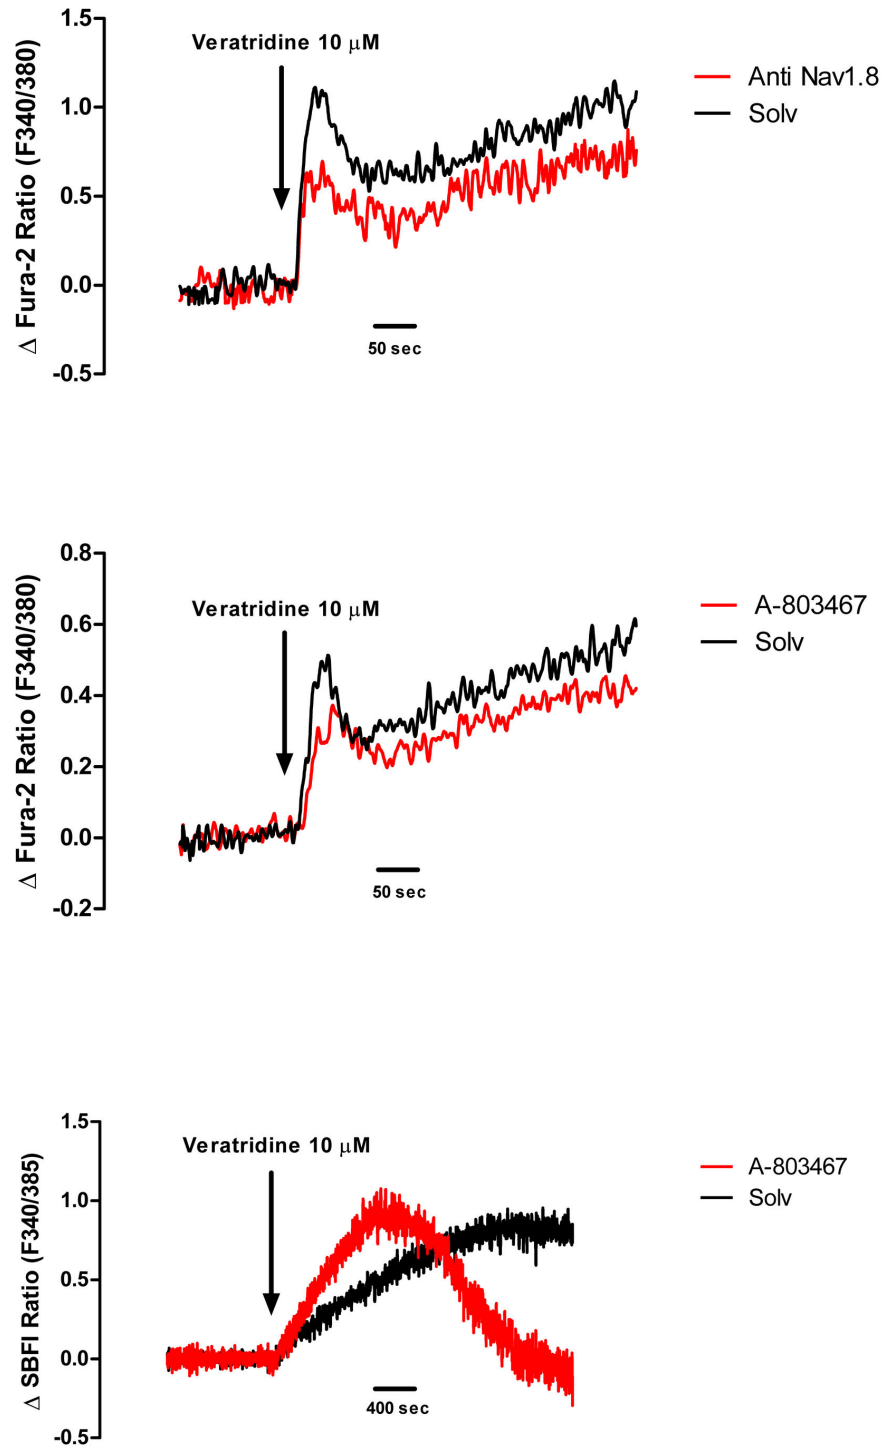 1.5
Veratridine 10 μM
Anti Nav1.8
Solv
1.0
0.5
0.0
-0.5
Δ Fura-2 Ratio (F340/380)
50 sec
0.8
Veratridine 10 μM
A-803467
Solv
0.6
0.4
0.2
0.0
-0.2
Δ Fura-2 Ratio (F340/380)
50 sec
1.5
Veratridine 10 μM
A-803467
Solv
1.0
0.5
0.0
-0.5
Δ SBFI Ratio (F340/385)
400 sec